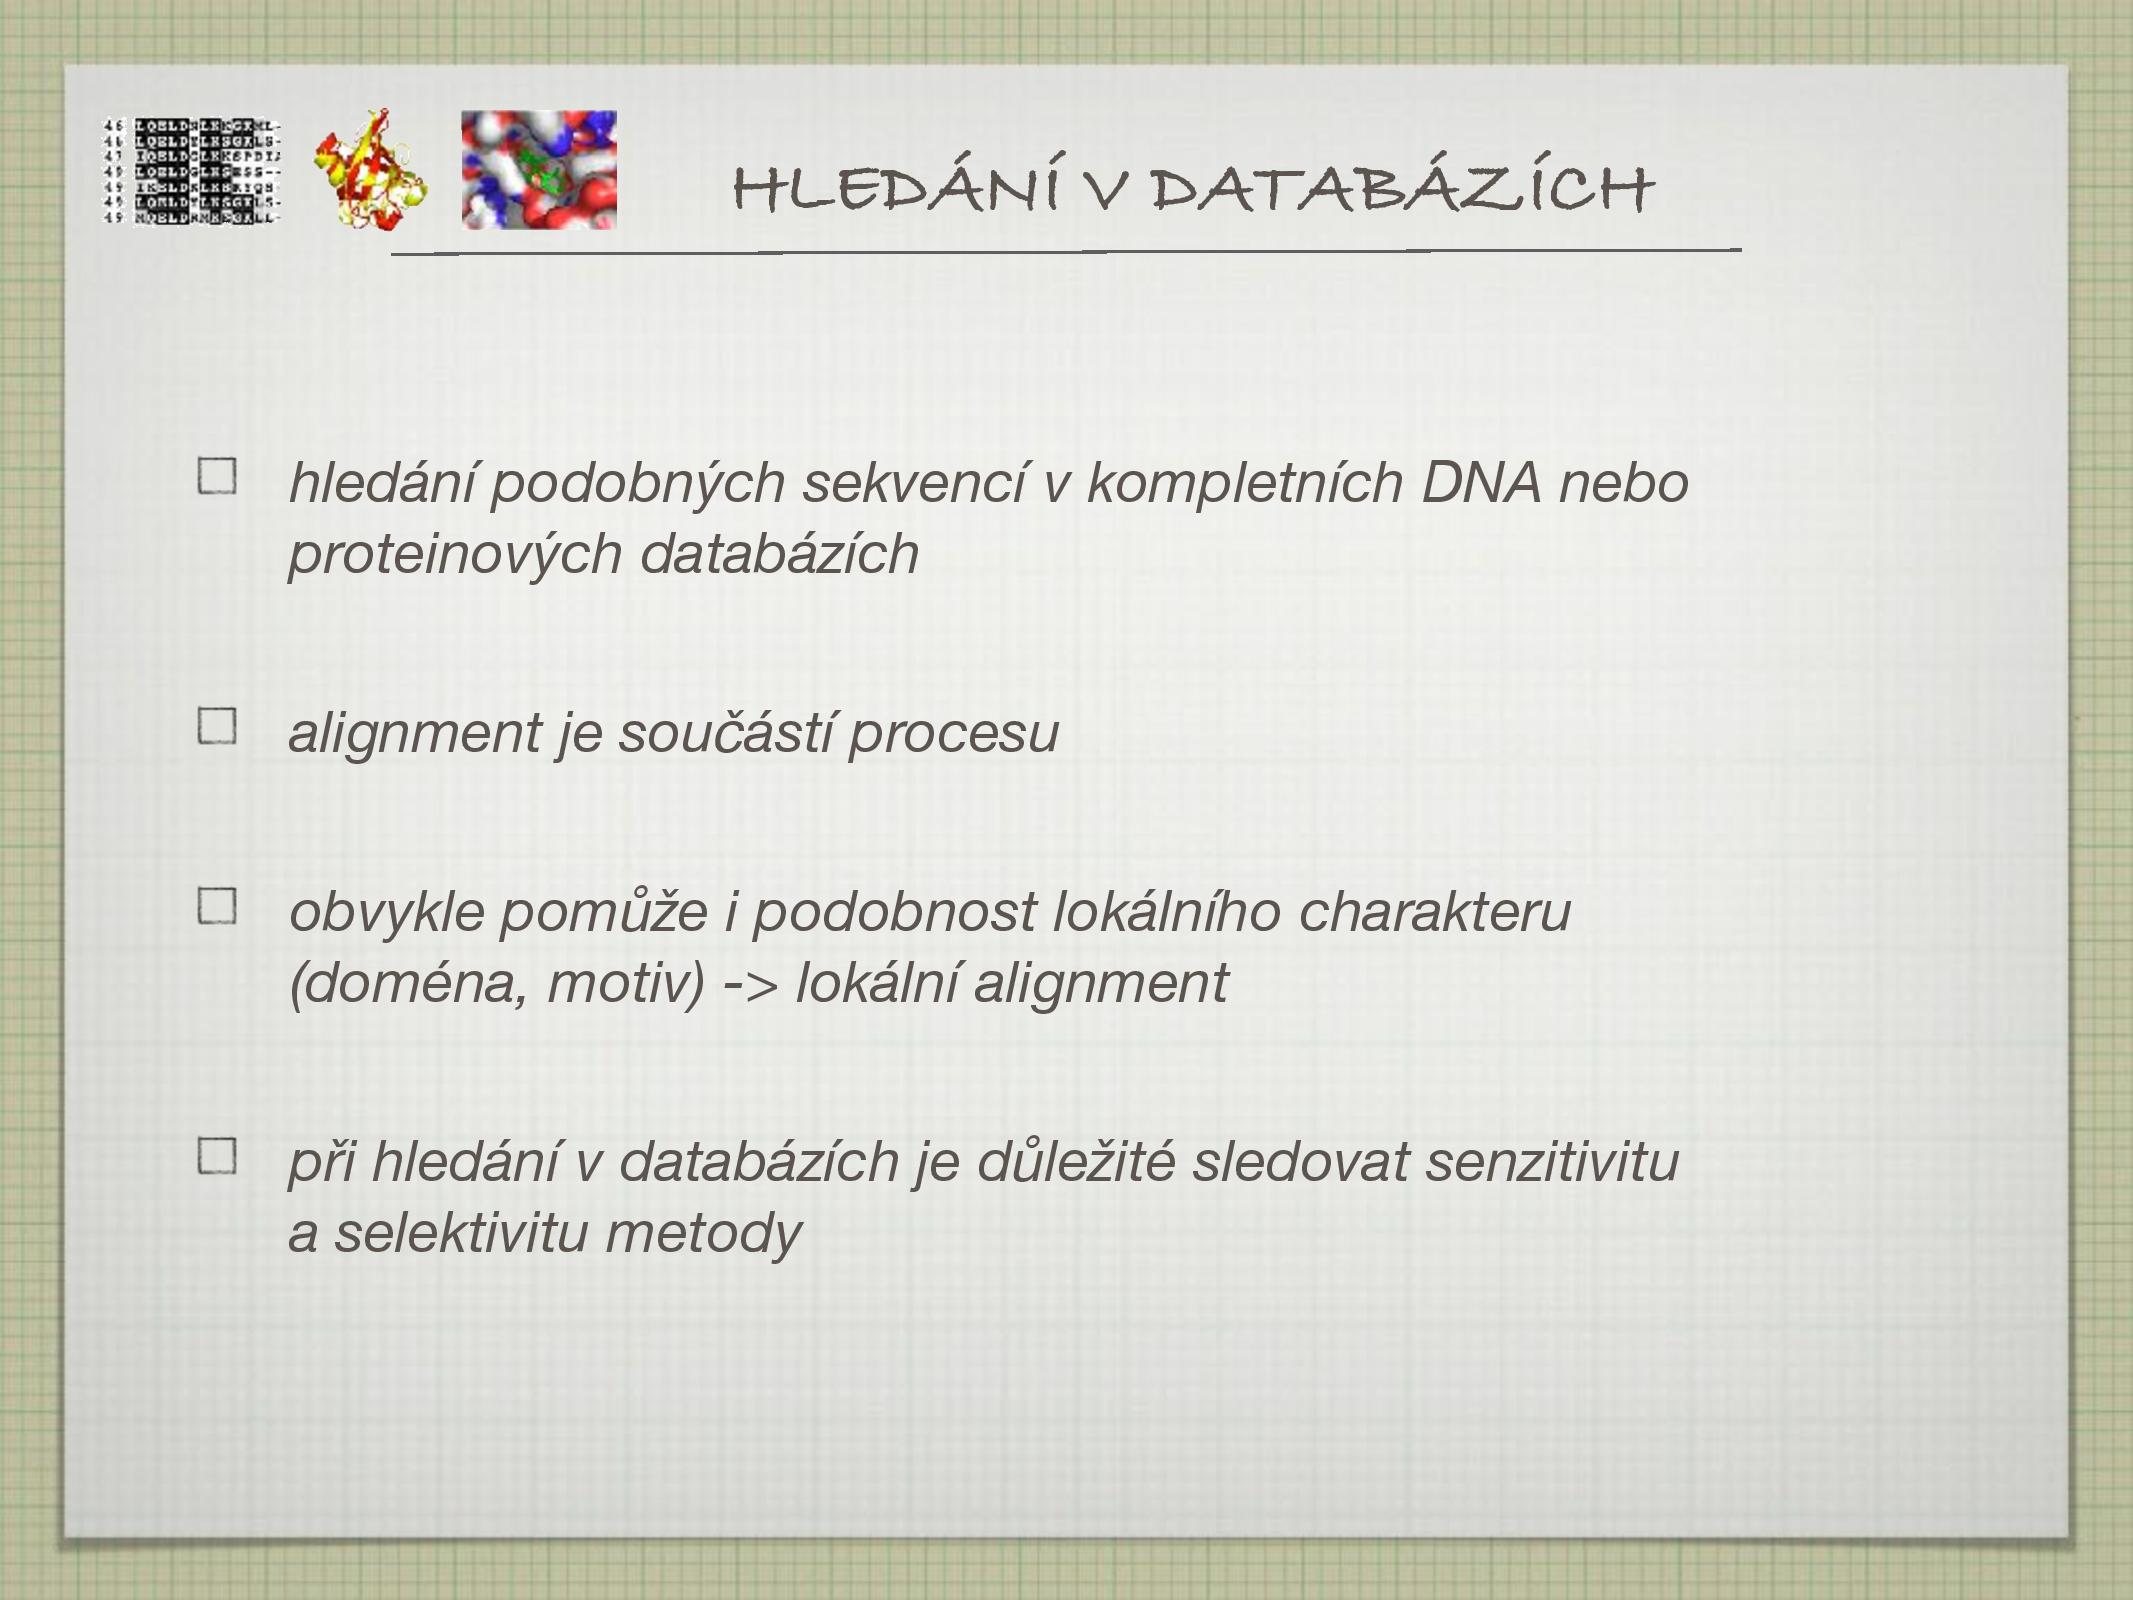 HLEDÁNÍ V DATABÁZÍCH
hledání podobných sekvencí v kompletních DNA nebo
proteinových databázích
alignment je součástí procesu
obvykle pomůže i podobnost lokálního charakteru
(doména, motiv) -> lokální alignment
při hledání v databázích je důležité sledovat senzitivitu
a selektivitu metody